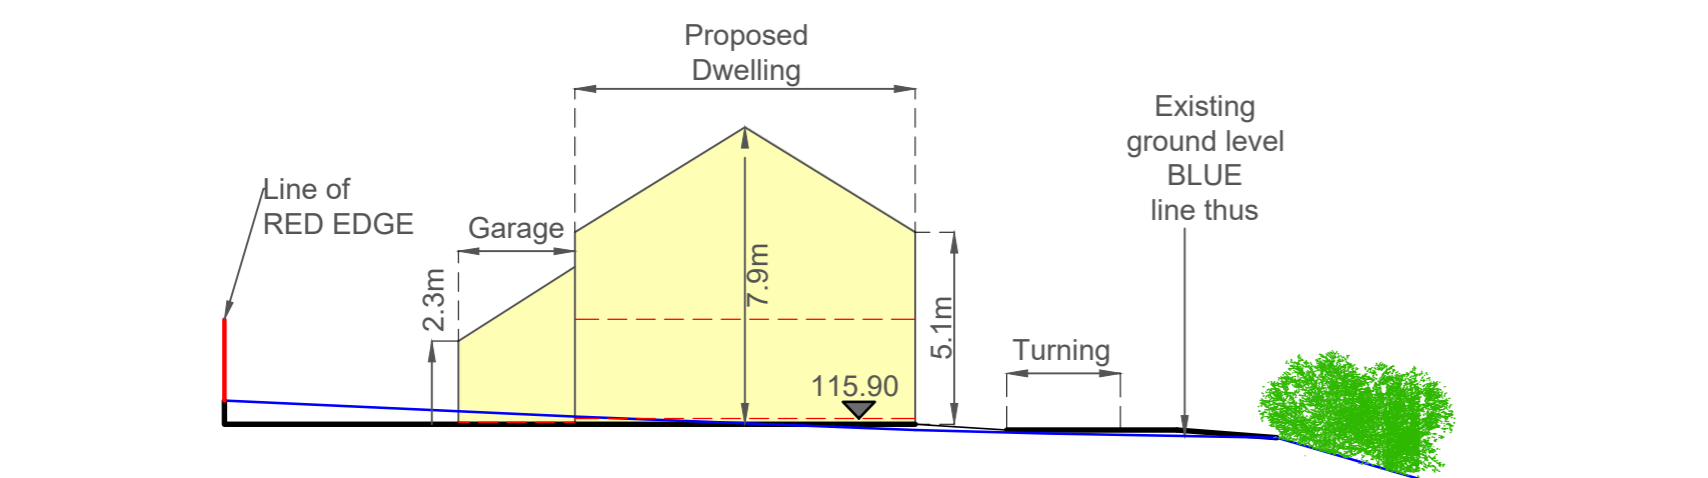 Proposed
Dwelling
Existing
ground level
BLUE
line thus
Line of
RED EDGE
Garage
2.3m
7.9m
5.1m
Turning
115.90